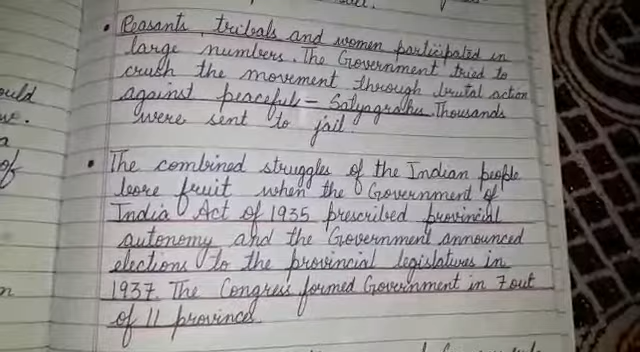 • Peasants, tribals and women participated in
large numbers. The Government tried to
crush the movement through brutal action
against peaceful - Satyagrahis. Thousands
were sent to jail.
• The combined struggles of the Indian people
bore fruit when the Government of
India Act of 1935 prescribed provincial
autonomy and the Government announced
elections to the provincial legislatures in
1937. The Congress formed Government in 7 out
of 11 provinces